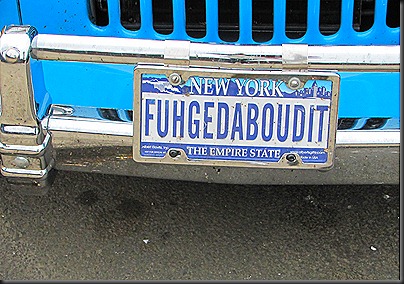 NEW YORK
FUHGEDABOUDIT
THE EMPIRE STATE